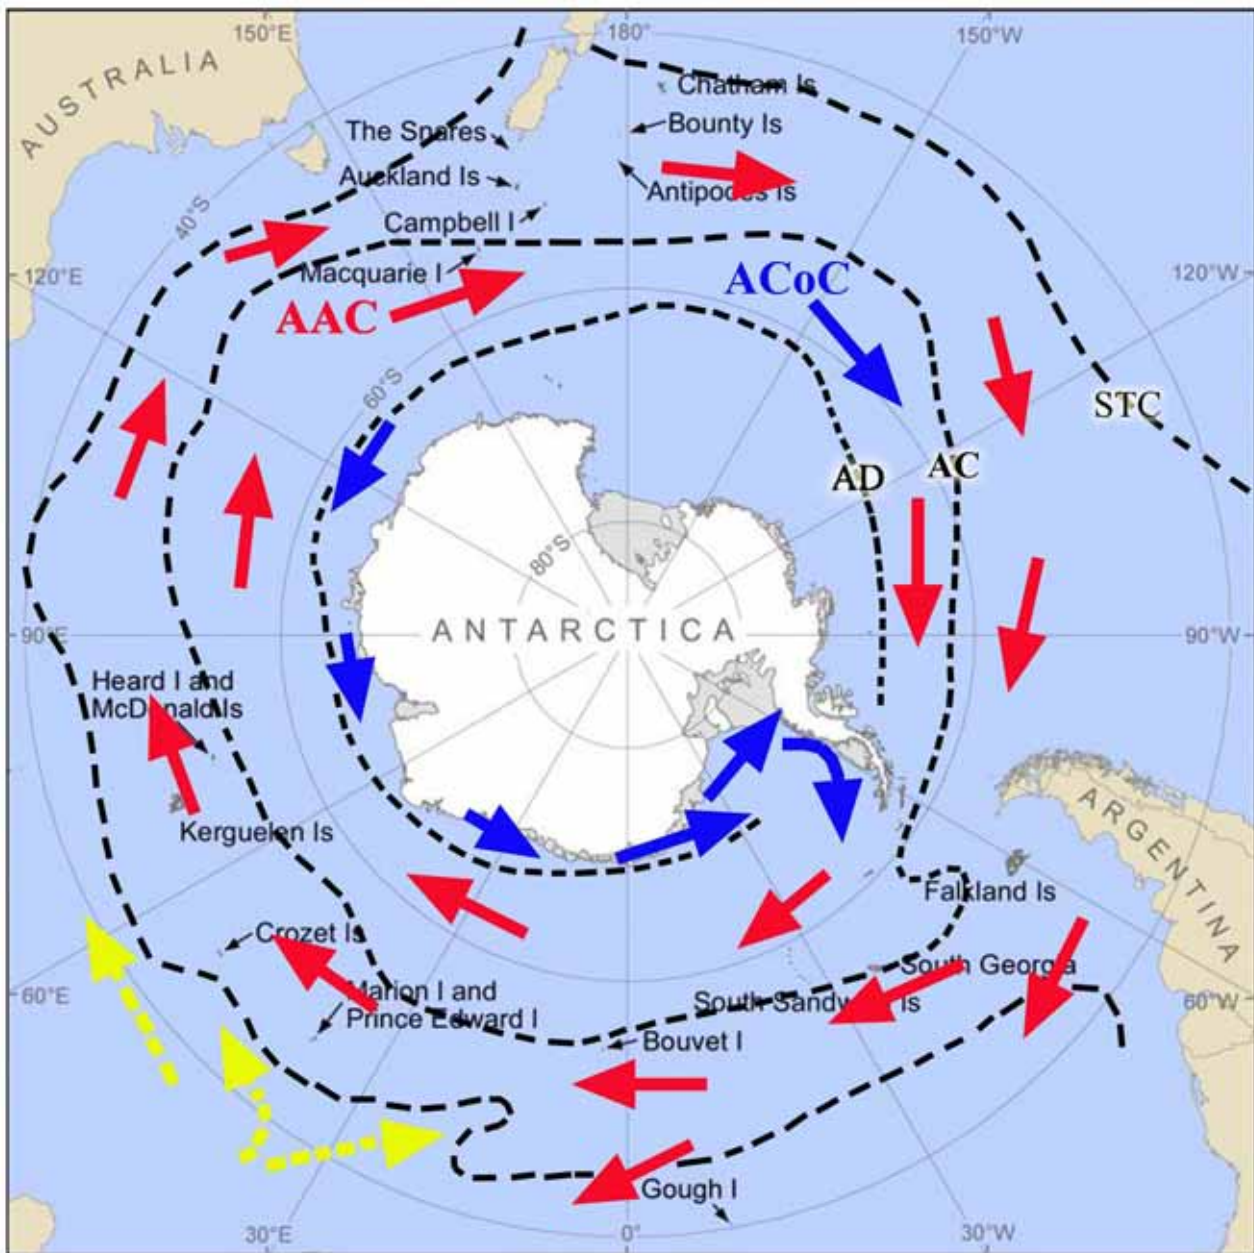 150°E
180°
150°W
AUSTRALIA
Chatham Is
The Snares
Bounty Is
Auckland Is
Antipodes Is
40°S
Campbell I
120°E
Macquarie I
120°W
ACoC
AAC
60°S
STC
AC
AD
80°S
ANTARCTICA
90°E
90°W
Heard I and
McDonald Is
ARGENTINA
Kerguelen Is
Falkland Is
Crozet Is
South Georgia
60°E
Marion I and
Prince Edward I
South Sandwich Is
60°W
Bouvet I
Gough I
30°E
0°
30°W